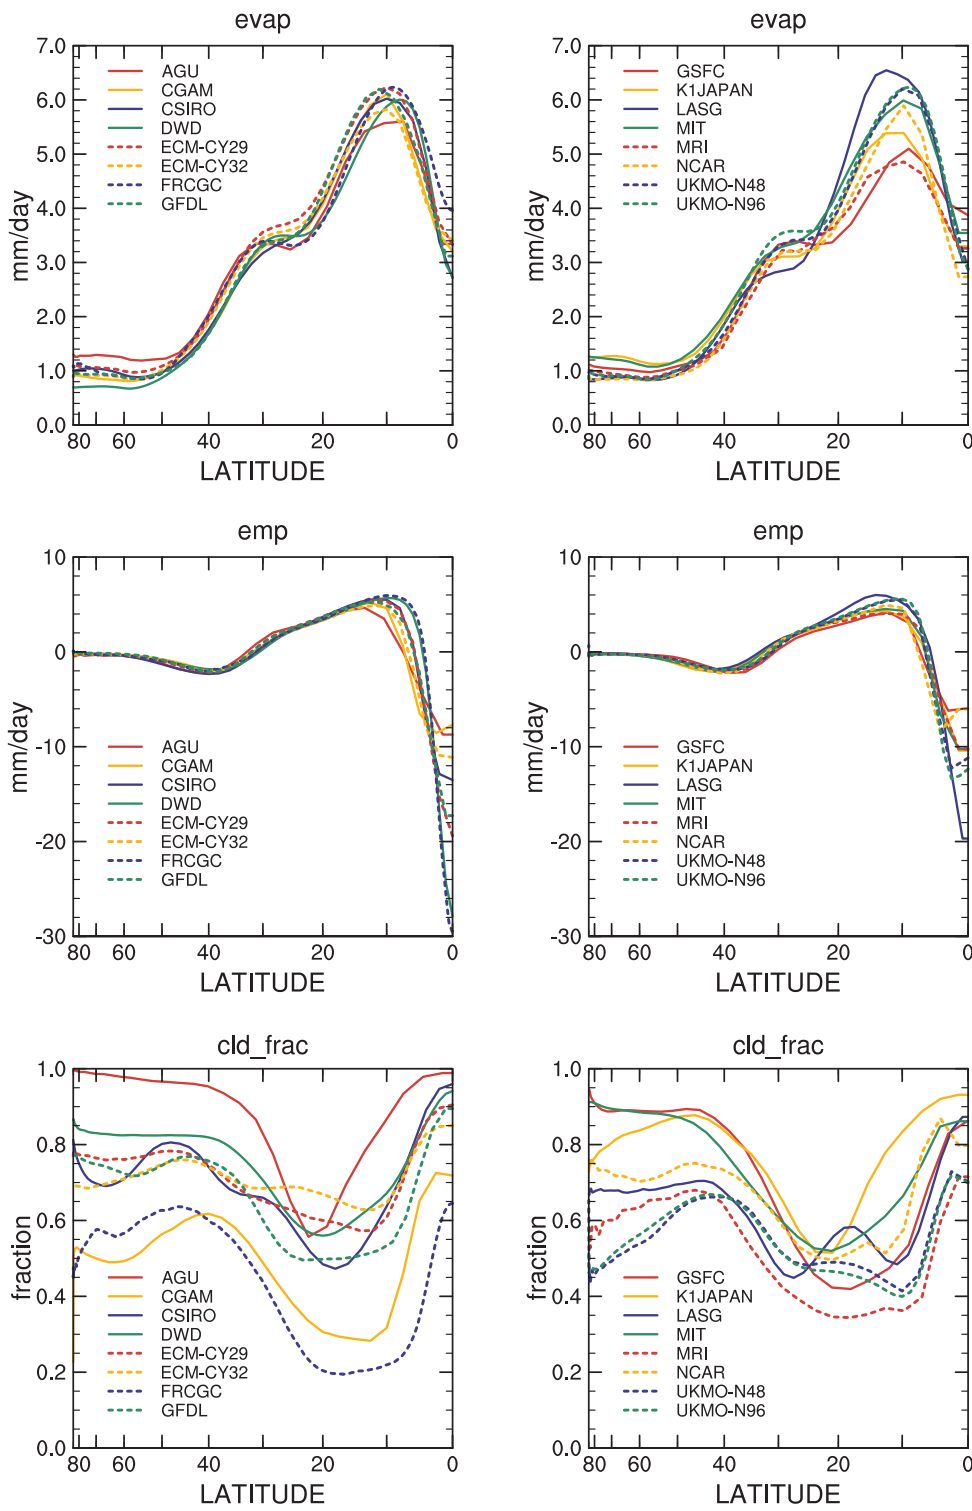 evap
7.0
6.0
5.0
4.0
3.0
2.0
1.0
0.0
mm/day
AGU
CGAM
CSIRO
DWD
ECM-CY29
ECM-CY32
FRCGC
GFDL
80 60 40 20 0
LATITUDE
evap
7.0
6.0
5.0
4.0
3.0
2.0
1.0
0.0
mm/day
GSFC
K1JAPAN
LASG
MIT
MRI
NCAR
UKMO-N48
UKMO-N96
80 60 40 20 0
LATITUDE
emp
10
0
-10
-20
-30
mm/day
AGU
CGAM
CSIRO
DWD
ECM-CY29
ECM-CY32
FRCGC
GFDL
80 60 40 20 0
LATITUDE
emp
10
0
-10
-20
-30
mm/day
GSFC
K1JAPAN
LASG
MIT
MRI
NCAR
UKMO-N48
UKMO-N96
80 60 40 20 0
LATITUDE
cld_frac
1.0
0.8
0.6
0.4
0.2
0.0
fraction
AGU
CGAM
CSIRO
DWD
ECM-CY29
ECM-CY32
FRCGC
GFDL
80 60 40 20 0
LATITUDE
cld_frac
1.0
0.8
0.6
0.4
0.2
0.0
fraction
GSFC
K1JAPAN
LASG
MIT
MRI
NCAR
UKMO-N48
UKMO-N96
80 60 40 20 0
LATITUDE